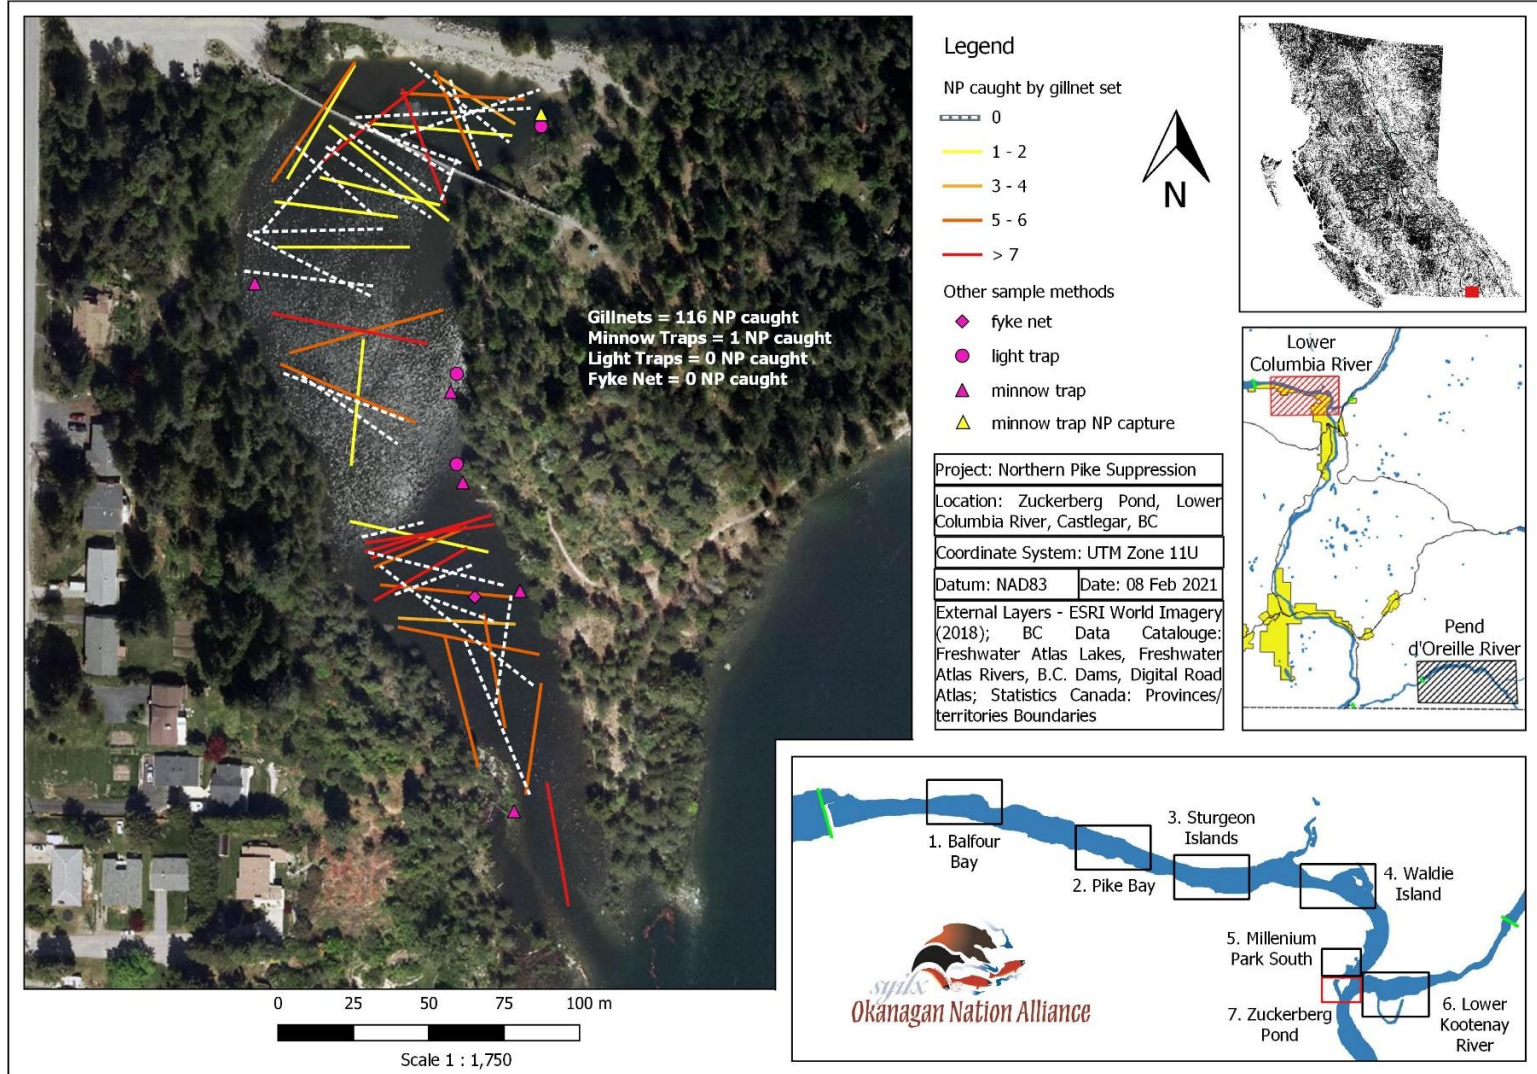 Legend
NP caught by gillnet set
0
1 - 2
3 - 4
5 - 6
> 7
Other sample methods
fyke net
light trap
minnow trap
minnow trap NP capture
N
Gillnets = 116 NP caught
Minnow Traps = 1 NP caught
Light Traps = 0 NP caught
Fyke Net = 0 NP caught
Project: Northern Pike Suppression
Location: Zuckerberg Pond, Lower
Columbia River, Castlegar, BC
Coordinate System: UTM Zone 11U
Datum: NAD83
Date: 08 Feb 2021
External Layers - ESRI World Imagery
(2018); BC Data Catalouge:
Freshwater Atlas Lakes, Freshwater
Atlas Rivers, B.C. Dams, Digital Road
Atlas; Statistics Canada: Provinces/
territories Boundaries
Lower
Columbia River
Pend
d'Oreille River
1. Balfour
Bay
2. Pike Bay
3. Sturgeon
Islands
4. Waldie
Island
5. Millenium
Park South
6. Lower
Kootenay
River
7. Zuckerberg
Pond
syilx
Okanagan Nation Alliance
0 25 50 75 100 m
Scale 1 : 1,750